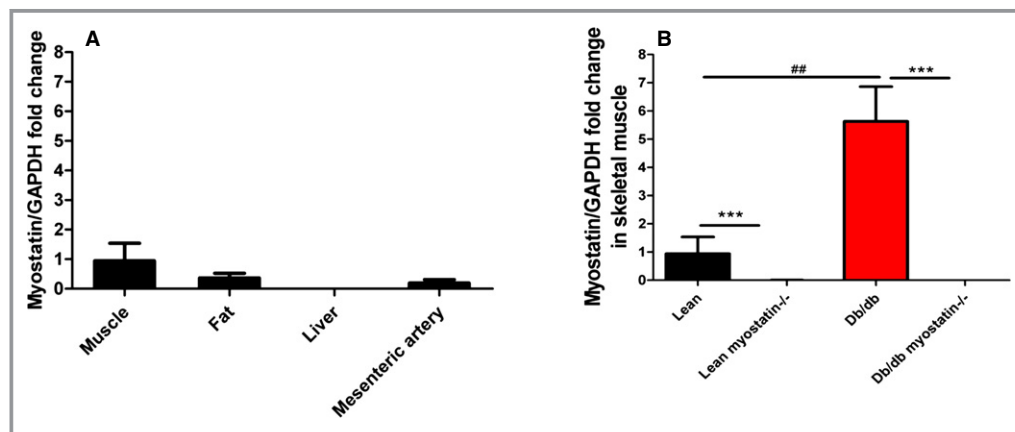 A
Myostatin/GAPDH fold change
8
7
6
5
4
3
2
1
0
Muscle
Fat
Liver
Mesenteric artery
B
Myostatin/GAPDH fold change
in skeletal muscle
8
7
6
5
4
3
2
1
0
##
***
***
Lean
Lean myostatin-/-
Db/db
Db/db myostatin-/-